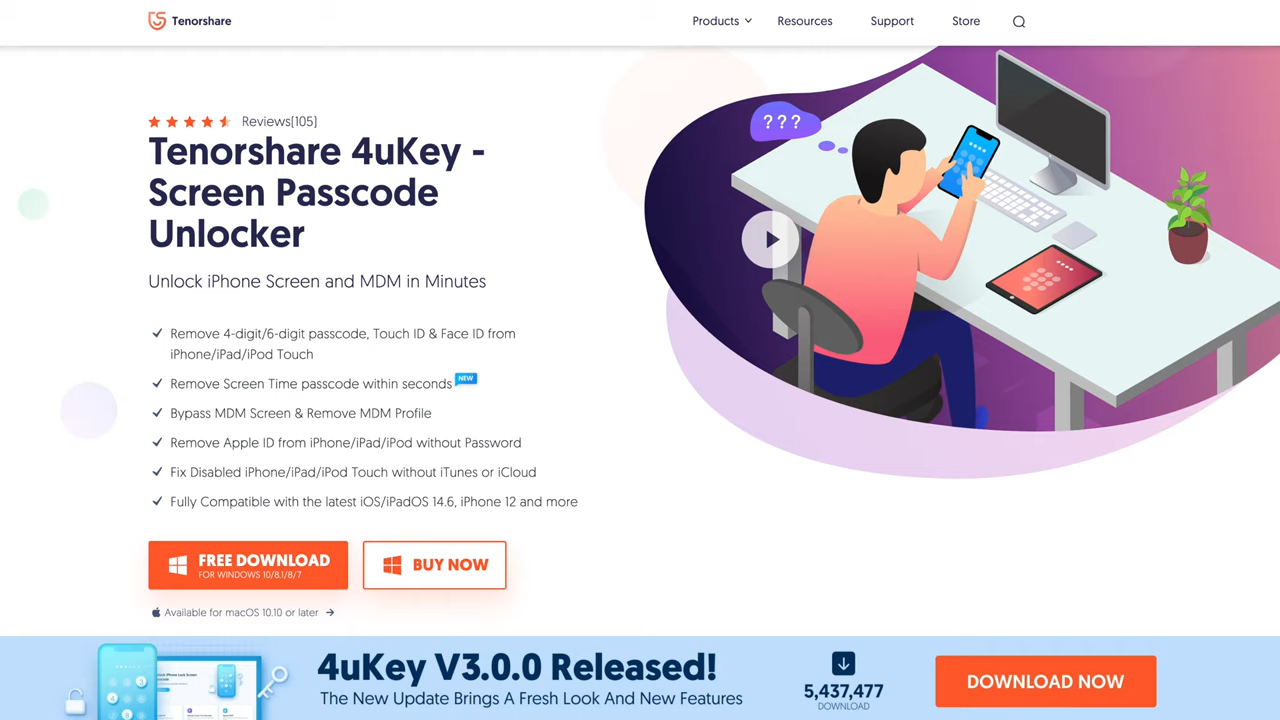 Tenorshare
Products
Resources
Support
Store
Reviews(105)
Tenorshare 4uKey -
Screen Passcode
Unlocker
Unlock iPhone Screen and MDM in Minutes
Remove 4-digit/6-digit passcode, Touch ID & Face ID from
iPhone/iPad/iPod Touch
Remove Screen Time passcode within seconds NEW
Bypass MDM Screen & Remove MDM Profile
Remove Apple ID from iPhone/iPad/iPod without Password
Fix Disabled iPhone/iPad/iPod Touch without iTunes or iCloud
Fully Compatible with the latest iOS/iPadOS 14.6, iPhone 12 and more
FREE DOWNLOAD
FOR WINDOWS 10/8.1/8/7
BUY NOW
Available for macOS 10.10 or later
???
4uKey V3.0.0 Released!
The New Update Brings A Fresh Look And New Features
5,437,477
DOWNLOAD
DOWNLOAD NOW